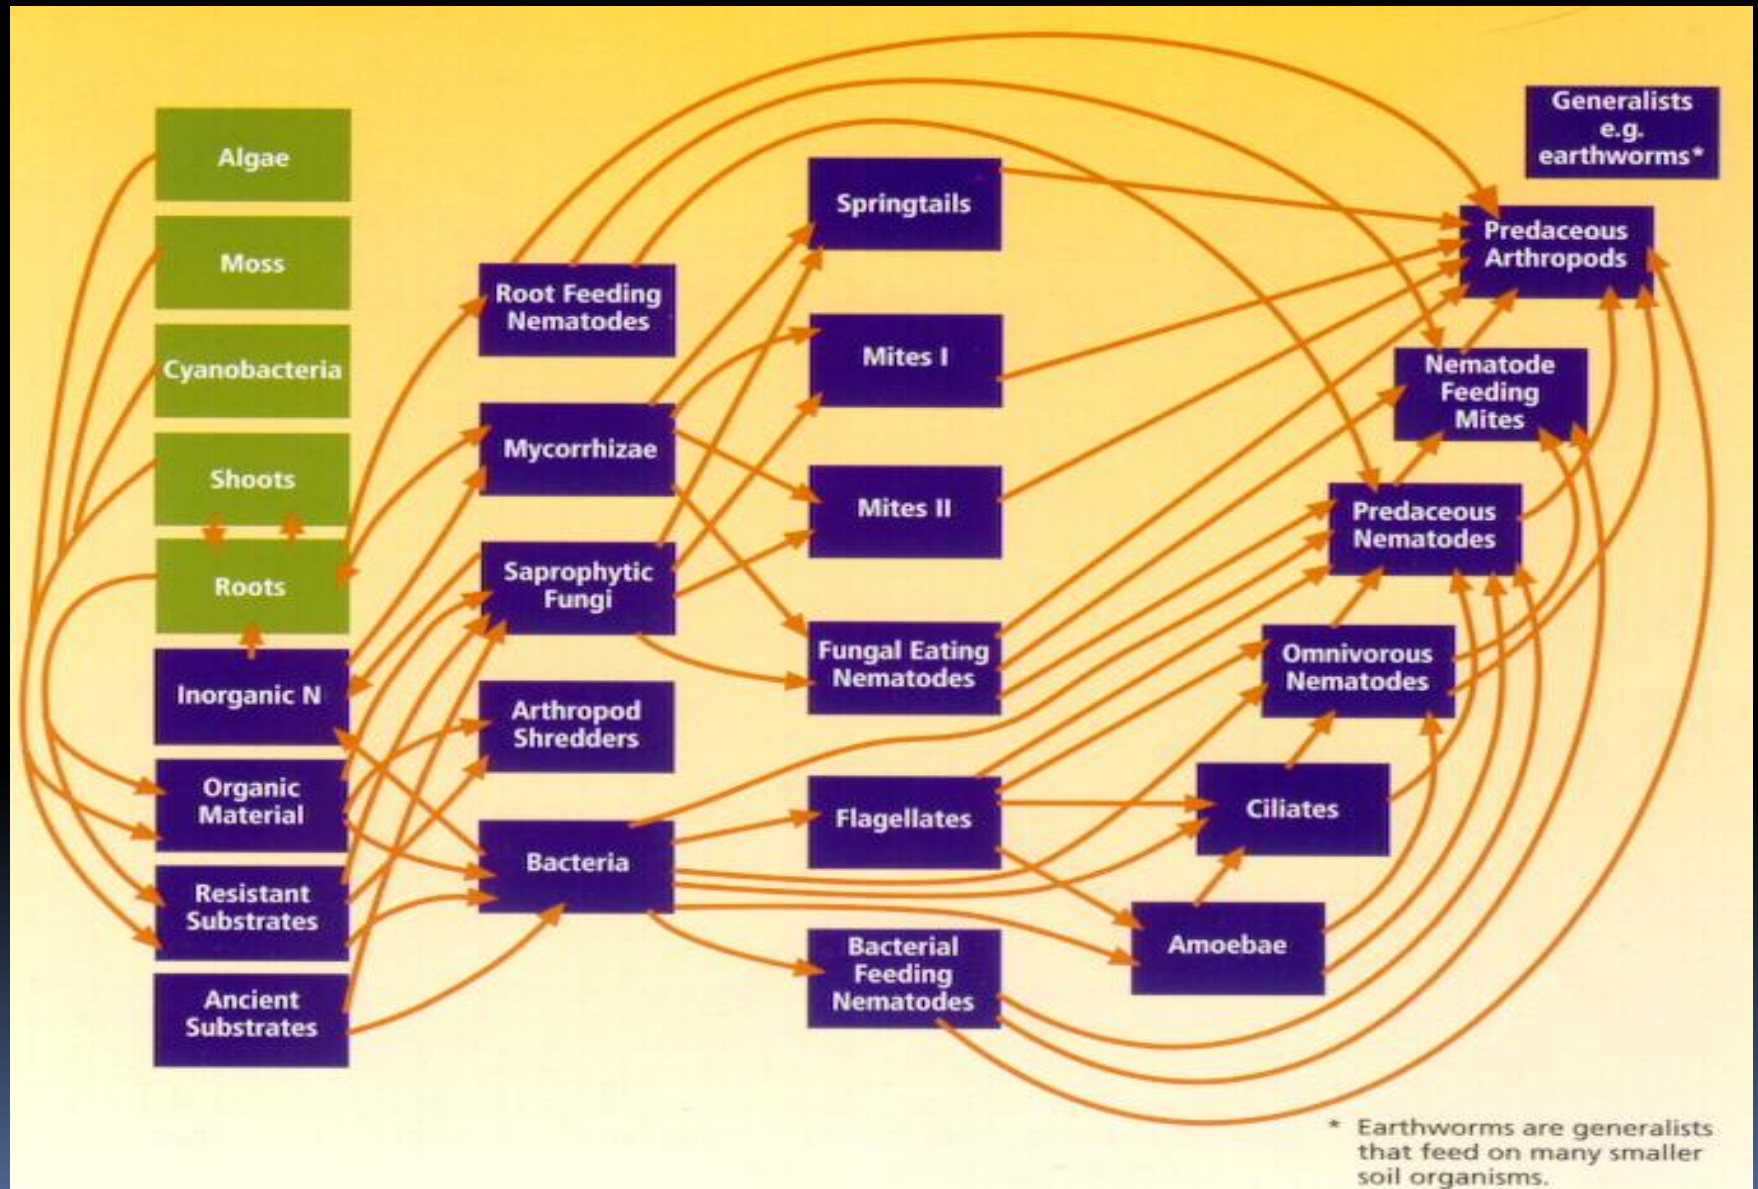 Algae
Moss
Cyanobacteria
Shoots
Roots
Inorganic N
Organic
Material
Resistant
Substrates
Ancient
Substrates
Root Feeding
Nematodes
Mycorrhizae
Saprophytic
Fungi
Arthropod
Shredders
Bacteria
Springtails
Mites I
Mites II
Fungal Eating
Nematodes
Flagellates
Bacterial
Feeding
Nematodes
Generalists
e.g.
earthworms*
Predaceous
Arthropods
Nematode
Feeding
Mites
Predaceous
Nematodes
Omnivorous
Nematodes
Ciliates
Amoebae
* Earthworms are generalists
that feed on many smaller
soil organisms.